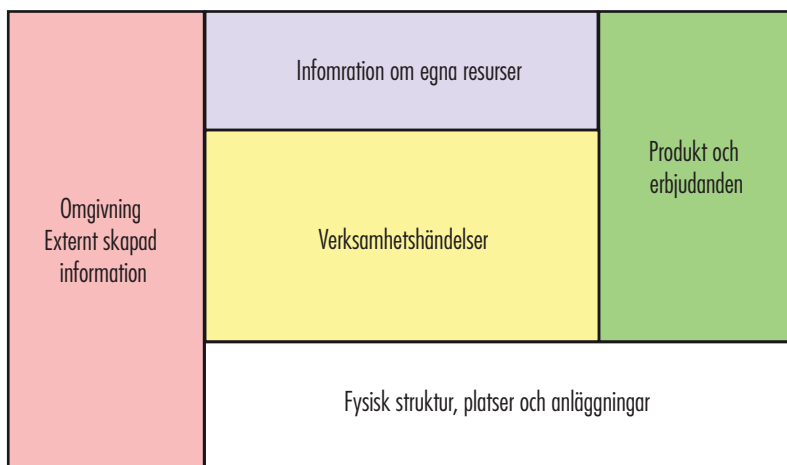 Infomration om egna resurser
Produkt och
erbjudanden
Omgivning
Externt skapad
information
Verksamhetshändelser
Fysisk struktur, platser och anläggningar